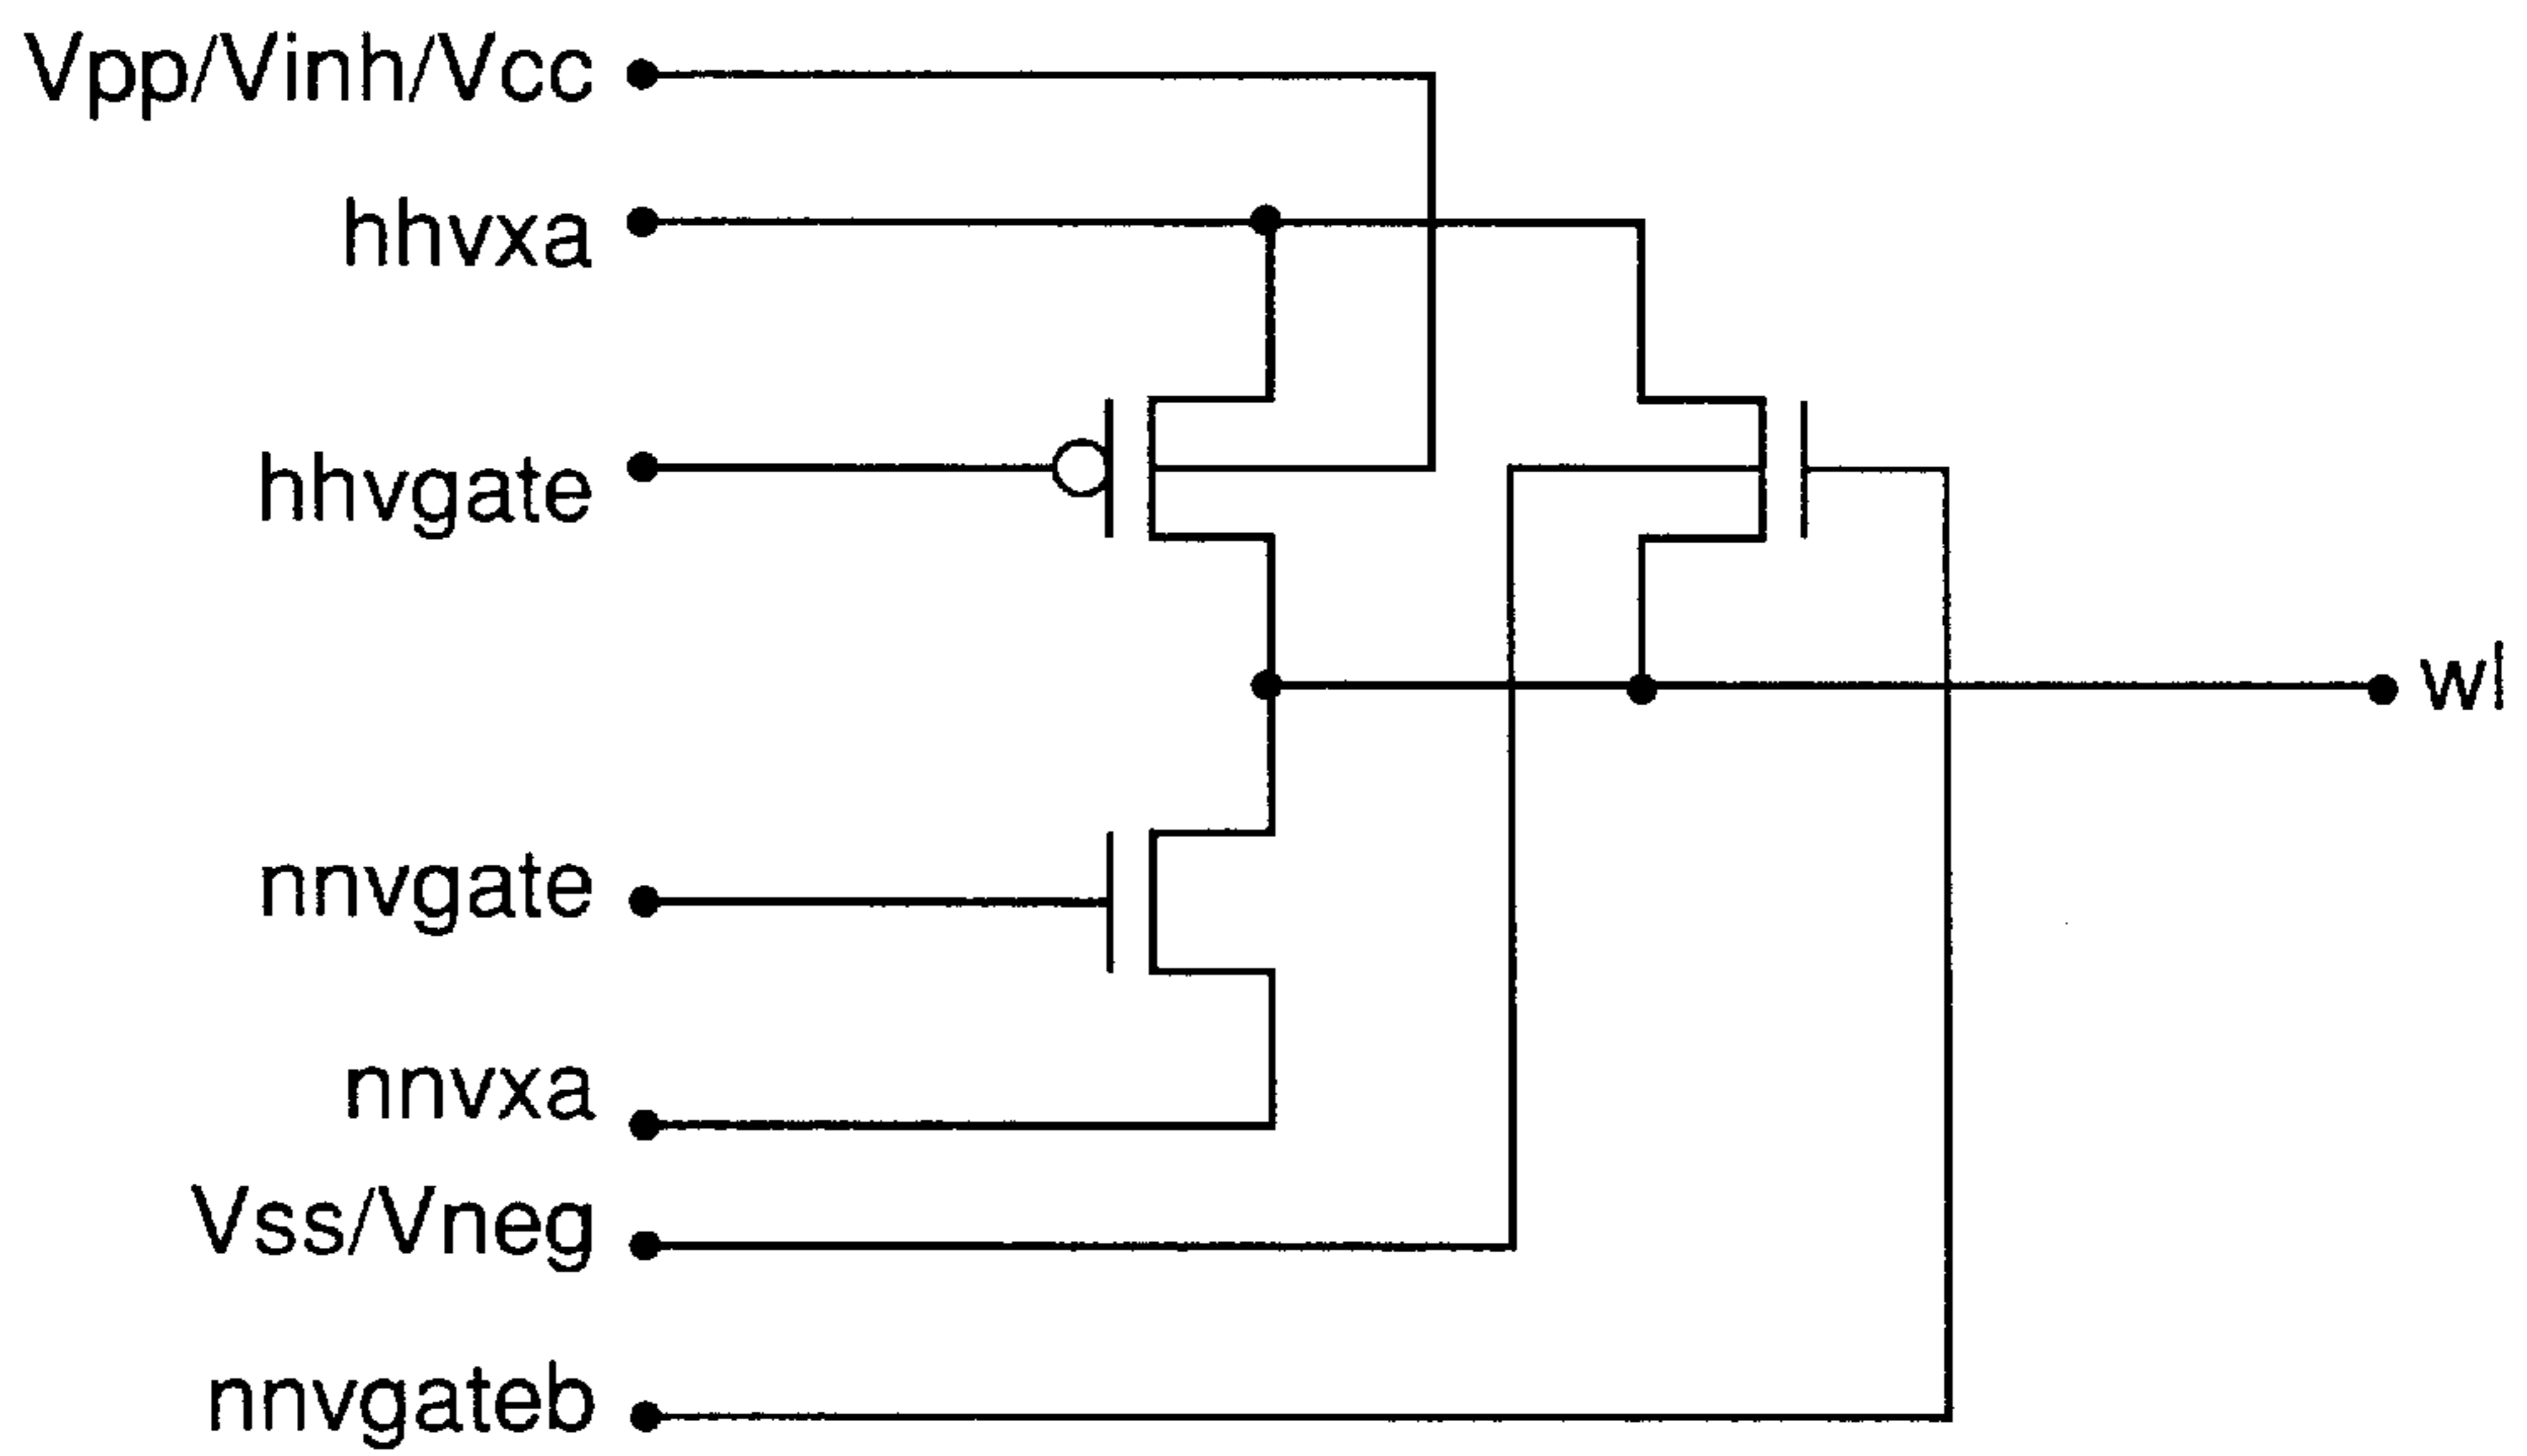 Vpp/Vinh/Vcc
hhvxa
hhvgate
wl
nnvgate
nnvxa
Vss/Vneg
nnvgateb